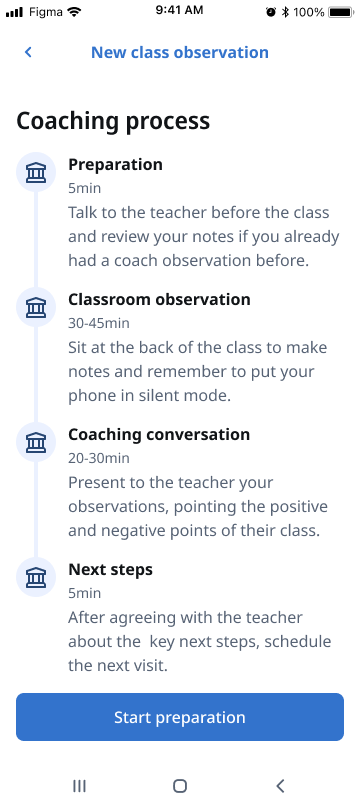 Figma 9:41 AM 100%
New class observation
Coaching process
Preparation
5min
Talk to the teacher before the class
and review your notes if you already
had a coach observation before.
Classroom observation
30-45min
Sit at the back of the class to make
notes and remember to put your
phone in silent mode.
Coaching conversation
20-30min
Present to the teacher your
observations, pointing the positive
and negative points of their class.
Next steps
5min
After agreeing with the teacher
about the  key next steps, schedule
the next visit.
Start preparation